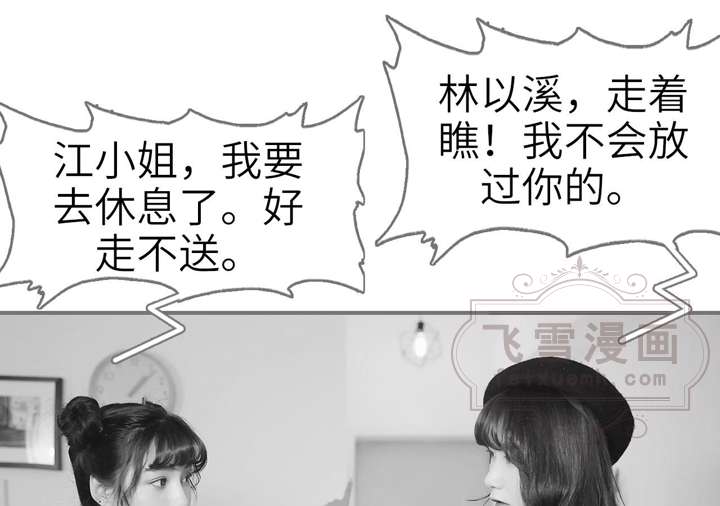 林以溪，走着
瞧！我不会放
过你的。
江小姐，我要
去休息了。好
走不送。
飞雪漫画